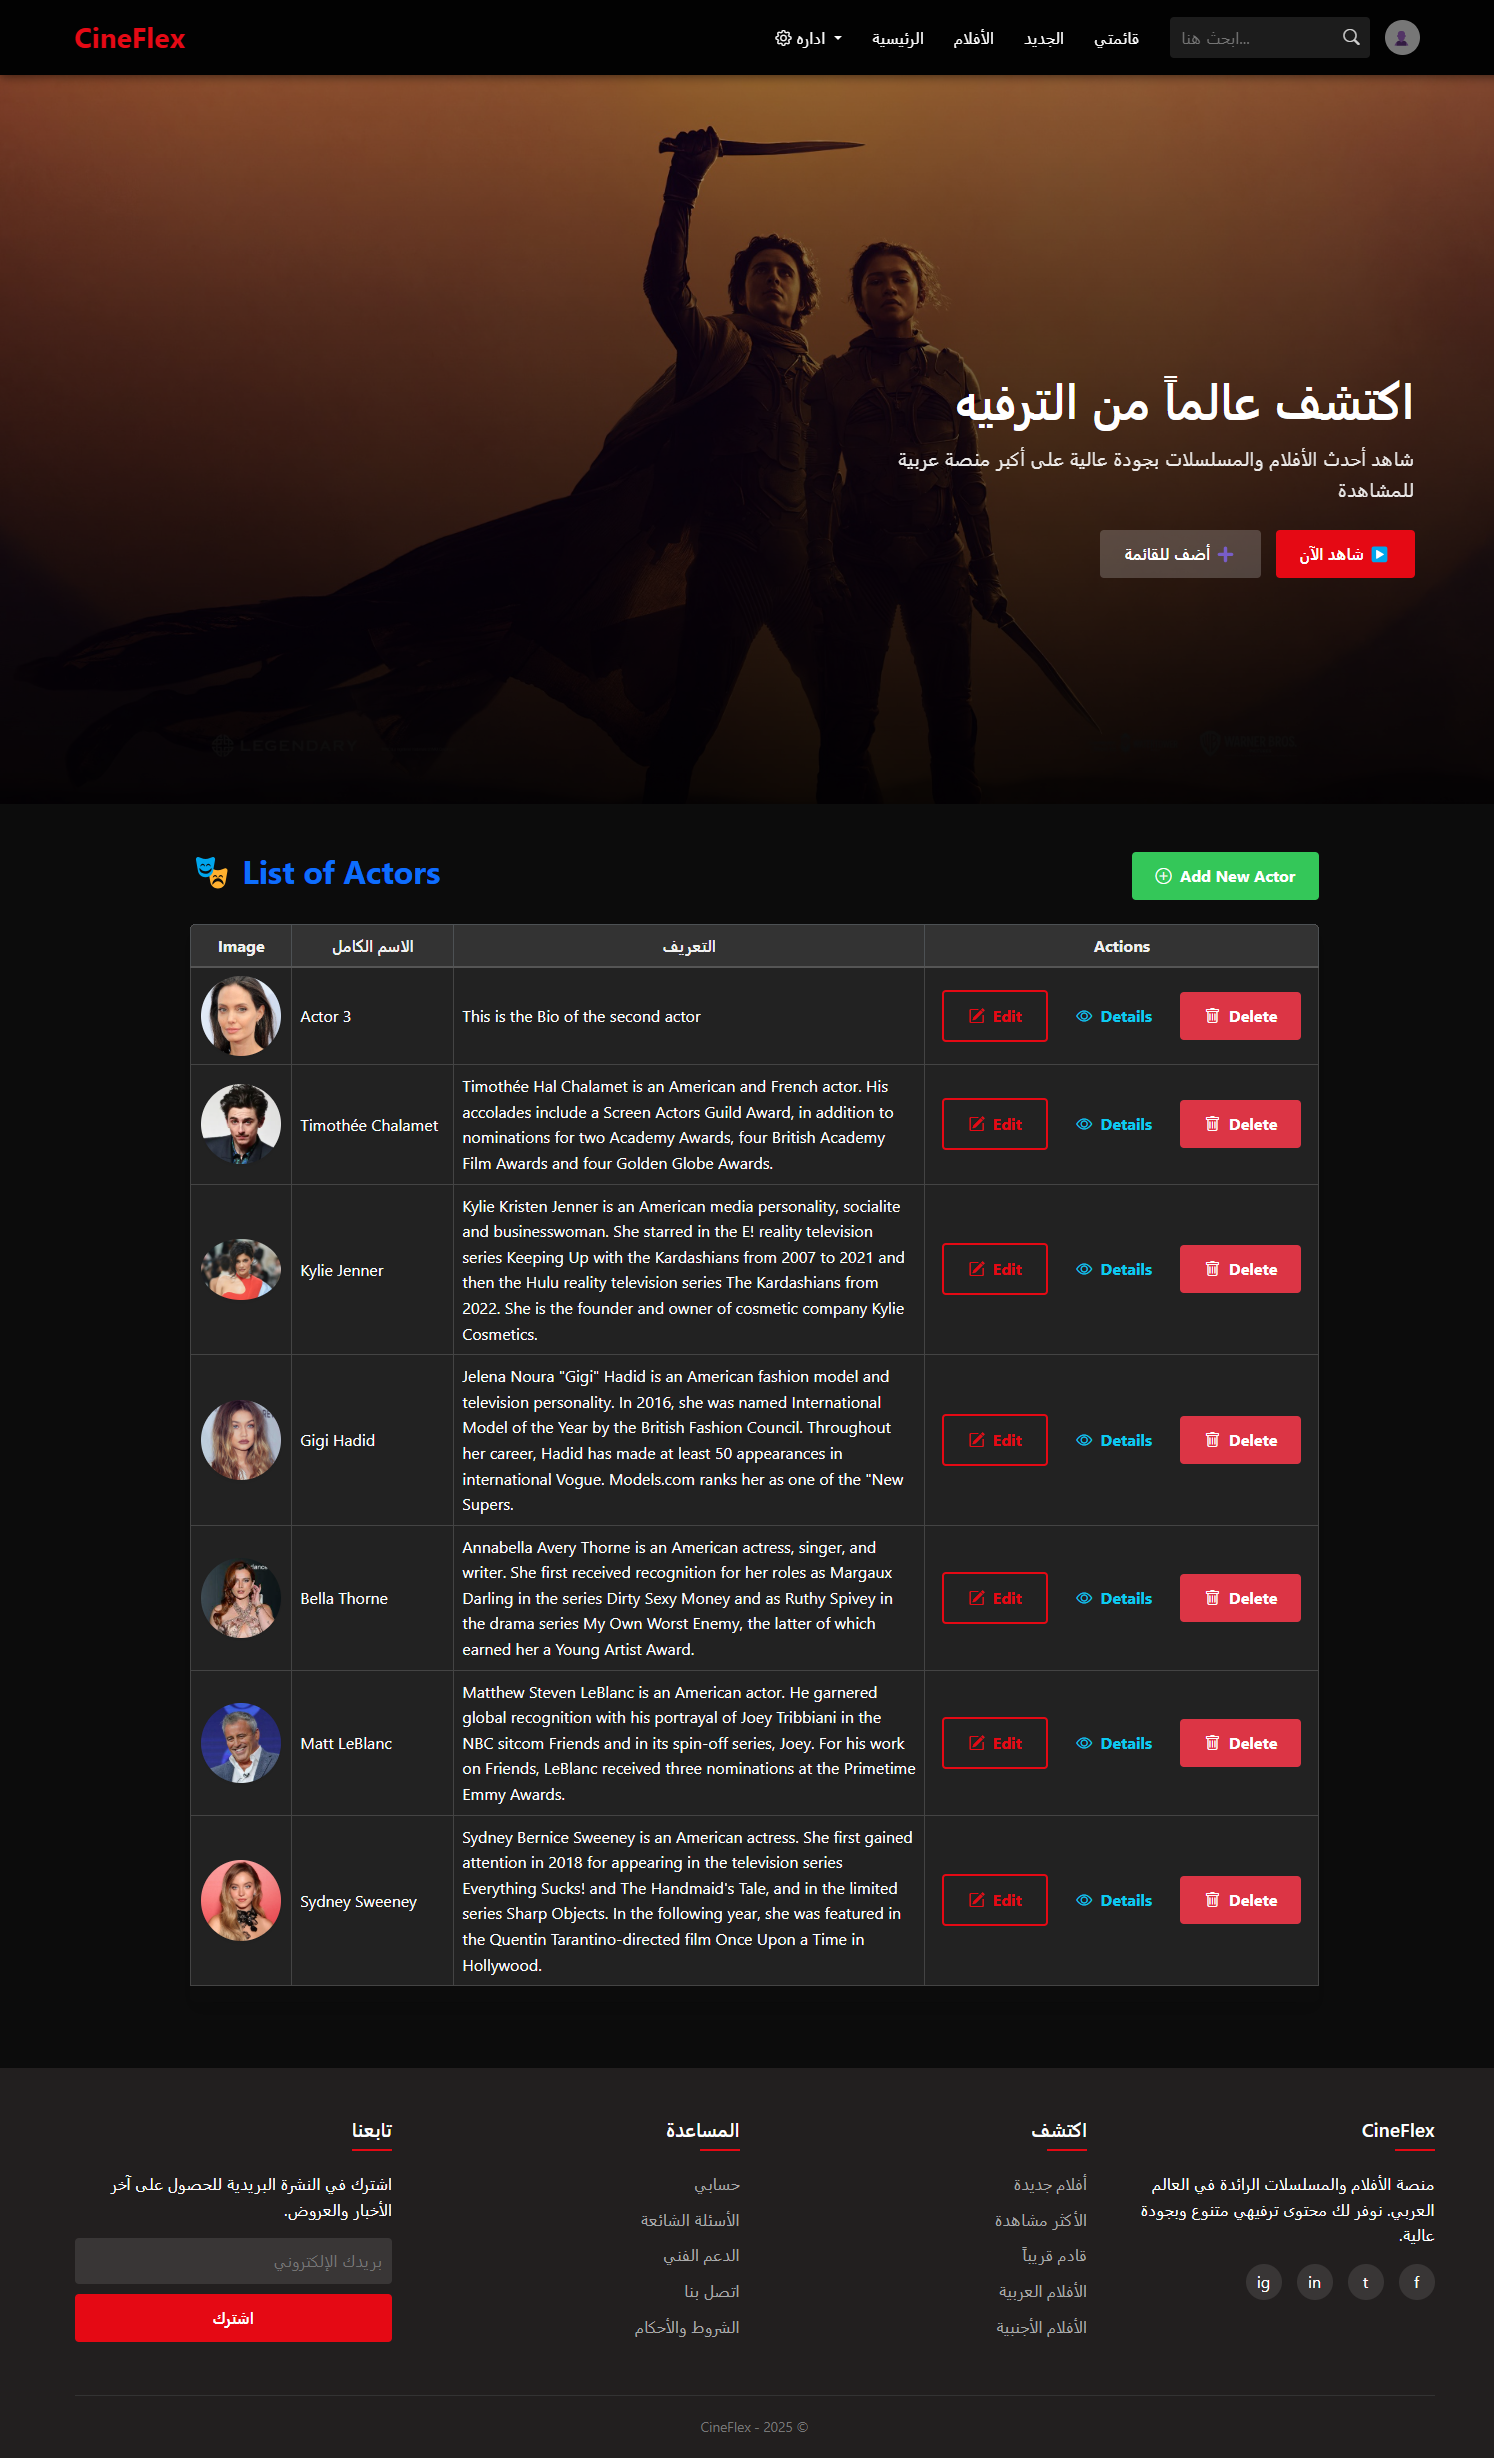 CineFlex
اداره
الرئيسية
الأفلام
الجديد
قائمتي
ابحث هنا...
اكتشف عالماً من الترفيه
شاهد أحدث الأفلام والمسلسلات بجودة عالية على أكبر منصة عربية
للمشاهدة
شاهد الآن
أضف للقائمة
LEGENDARY
List of Actors
Add New Actor
Image الاسم الكامل التعريف Actions
Actor 3
This is the Bio of the second actor
Edit Details Delete
Timothée Chalamet
Timothée Hal Chalamet is an American and French actor. His
accolades include a Screen Actors Guild Award, in addition to
nominations for two Academy Awards, four British Academy
Film Awards and four Golden Globe Awards.
Edit Details Delete
Kylie Jenner
Kylie Kristen Jenner is an American media personality, socialite
and businesswoman. She starred in the E! reality television
series Keeping Up with the Kardashians from 2007 to 2021 and
then the Hulu reality television series The Kardashians from
2022. She is the founder and owner of cosmetic company Kylie
Cosmetics.
Edit Details Delete
Gigi Hadid
Jelena Noura "Gigi" Hadid is an American fashion model and
television personality. In 2016, she was named International
Model of the Year by the British Fashion Council. Throughout
her career, Hadid has made at least 50 appearances in
international Vogue. Models.com ranks her as one of the "New
Supers.
Edit Details Delete
Bella Thorne
Annabella Avery Thorne is an American actress, singer, and
writer. She first received recognition for her roles as Margaux
Darling in the series Dirty Sexy Money and as Ruthy Spivey in
the drama series My Own Worst Enemy, the latter of which
earned her a Young Artist Award.
Edit Details Delete
Matt LeBlanc
Matthew Steven LeBlanc is an American actor. He garnered
global recognition with his portrayal of Joey Tribbiani in the
NBC sitcom Friends and in its spin-off series, Joey. For his work
on Friends, LeBlanc received three nominations at the Primetime
Emmy Awards.
Edit Details Delete
Sydney Sweeney
Sydney Bernice Sweeney is an American actress. She first gained
attention in 2018 for appearing in the television series
Everything Sucks! and The Handmaid's Tale, and in the limited
series Sharp Objects. In the following year, she was featured in
the Quentin Tarantino-directed film Once Upon a Time in
Hollywood.
Edit Details Delete
CineFlex
منصة الأفلام والمسلسلات الرائدة في العالم
العربي. نوفر لك محتوى ترفيهي متنوع وبجودة
عالية.
f t in ig
اكتشف
أفلام جديدة
الأكثر مشاهدة
قادم قريباً
الأفلام العربية
الأفلام الأجنبية
المساعدة
حسابي
الأسئلة الشائعة
الدعم الفني
اتصل بنا
الشروط والأحكام
تابعنا
اشترك في النشرة البريدية للحصول على آخر
الأخبار والعروض.
بريدك الإلكتروني
اشترك
CineFlex - 2025 ©